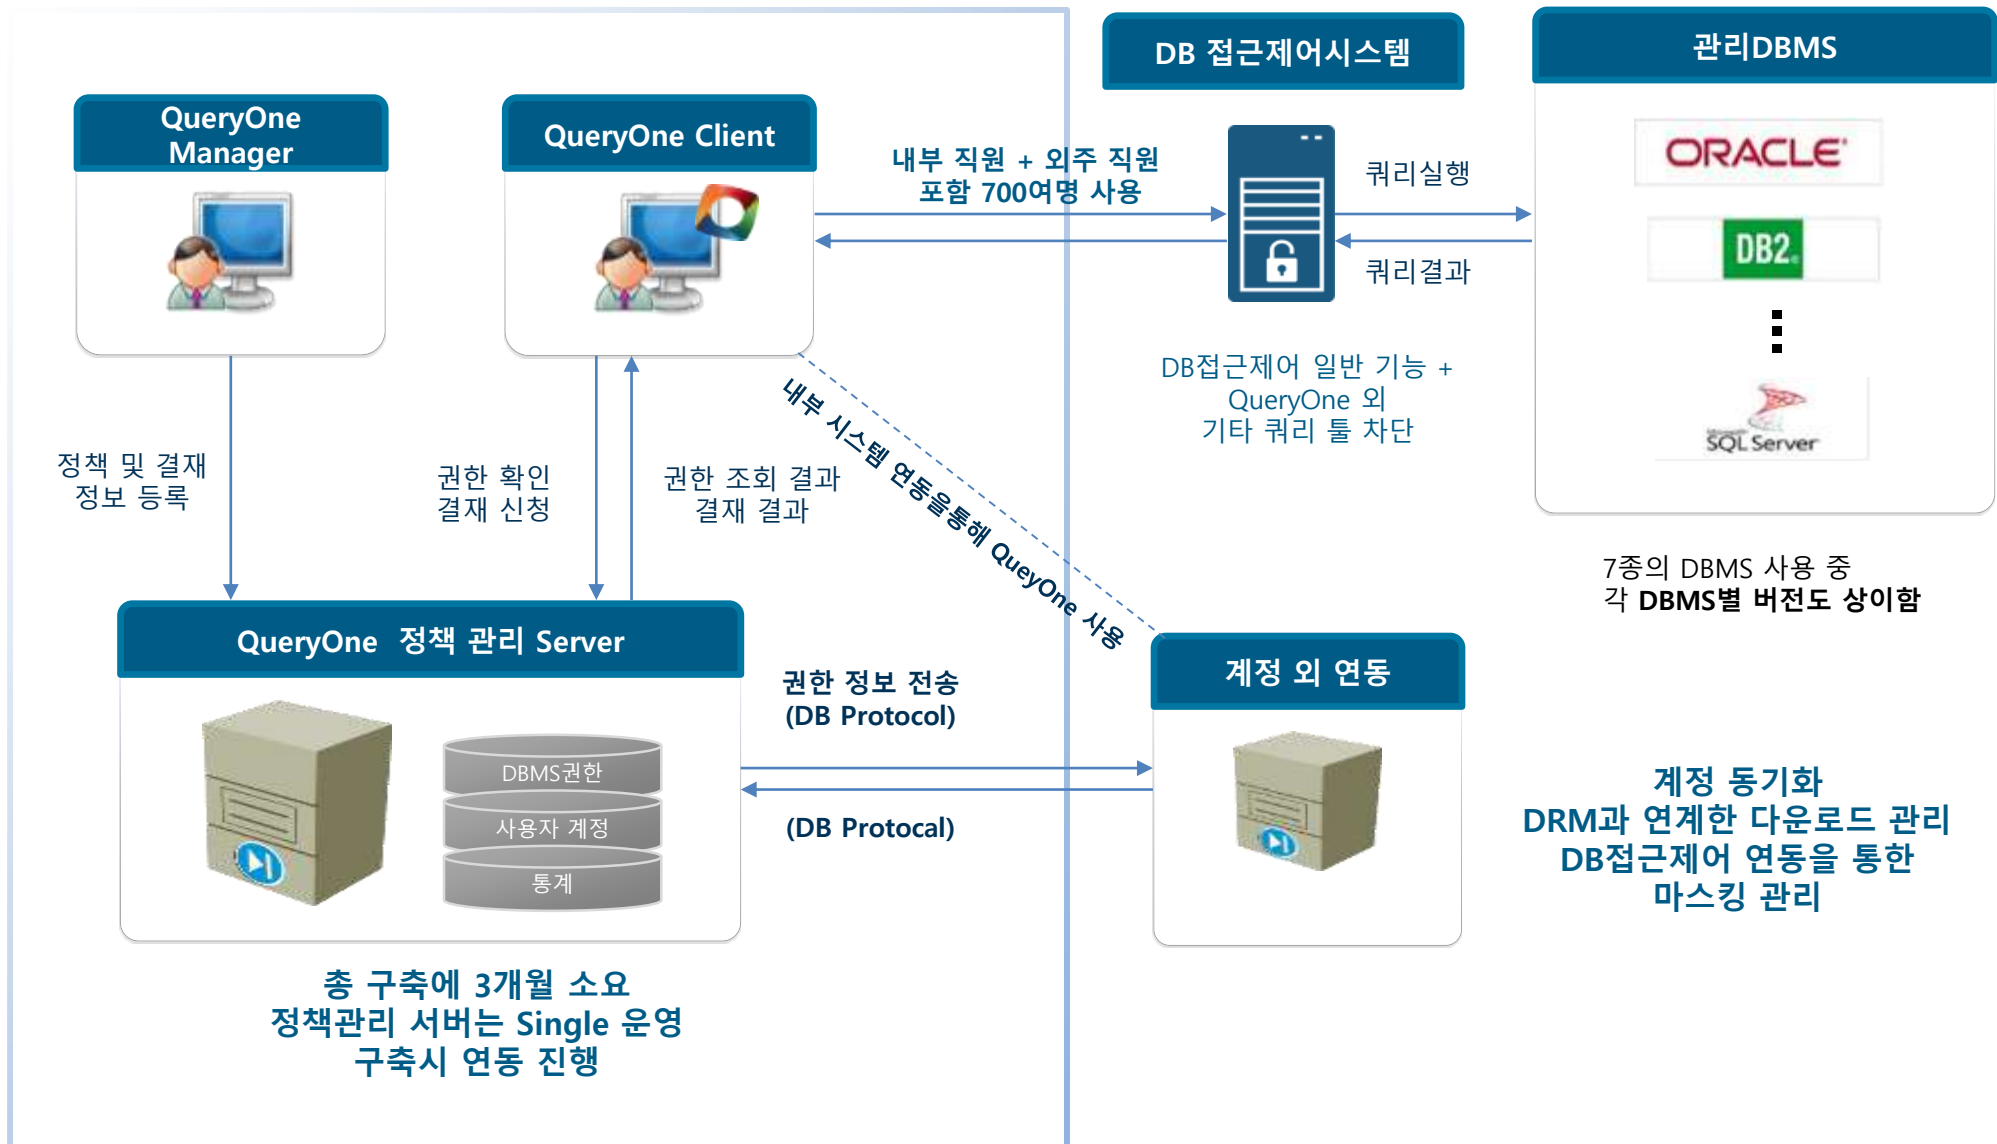 DB 접근제어시스템
관리DBMS
QueryOne
Manager
QueryOne Client
내부 직원 + 외주 직원
포함 700여명 사용
쿼리실행
쿼리결과
ORACLE
DB2
SQL Server
DB접근제어 일반 기능 +
QueryOne 외
기타 쿼리 툴 차단
정책 및 결재
정보 등록
권한 확인
결재 신청
권한 조회 결과
결재 결과
내부 시스템 연동을통해 QueyOne 사용
7종의 DBMS 사용 중
각 DBMS별 버전도 상이함
QueryOne 정책 관리 Server
DBMS권한
사용자 계정
통계
권한 정보 전송
(DB Protocol)
(DB Protocal)
계정 외 연동
계정 동기화
DRM과 연계한 다운로드 관리
DB접근제어 연동을 통한
마스킹 관리
총 구축에 3개월 소요
정책관리 서버는 Single 운영
구축시 연동 진행